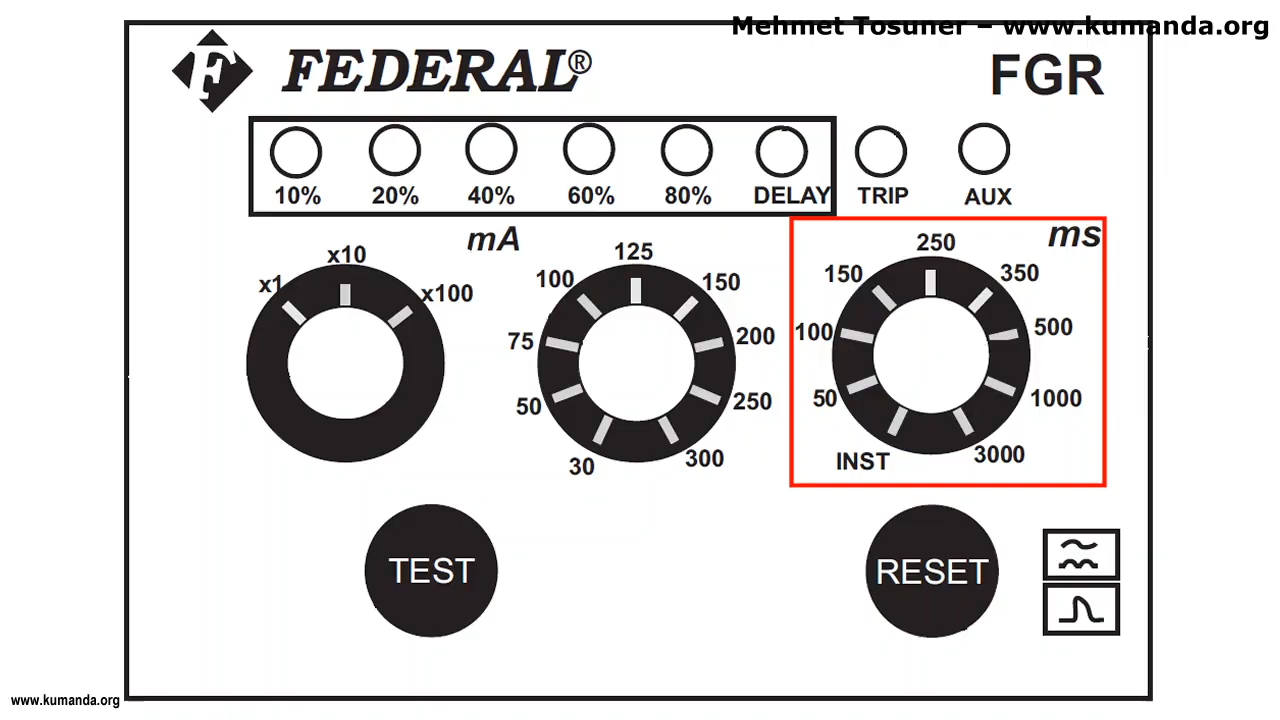 Mehmet Tosuner – www.kumanda.org
F FEDERAL® FGR
10% 20% 40% 60% 80% DELAY TRIP AUX
mA ms
x1 x10 x100
30 50 75 100 125 150 200 250 300
INST 50 100 150 250 350 500 1000 3000
TEST RESET
www.kumanda.org